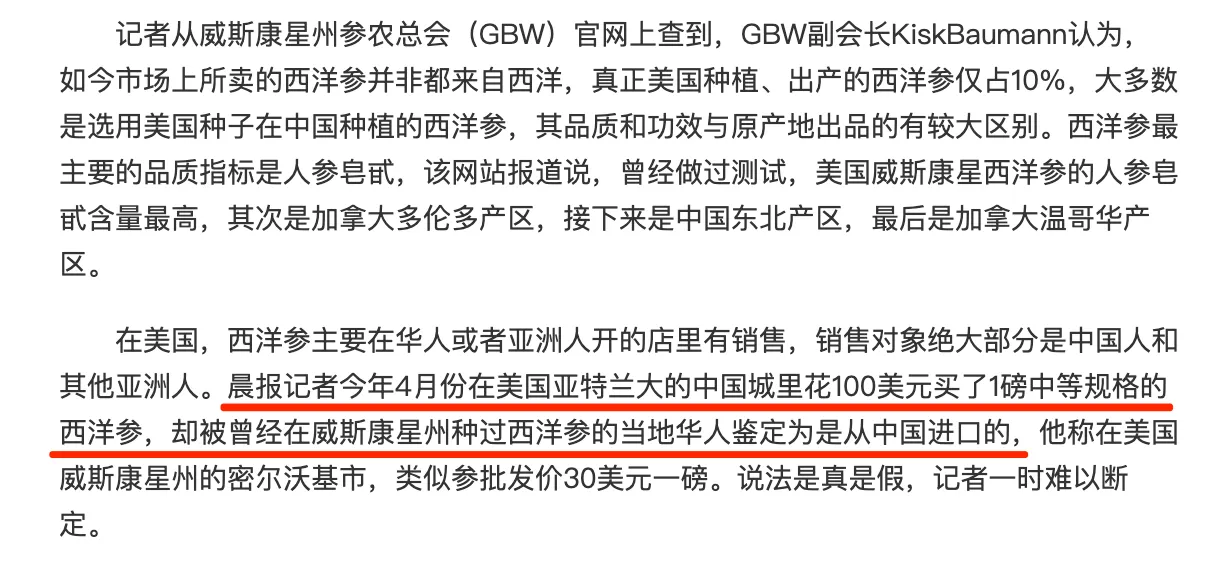 记者从威斯康星州参农总会（GBW）官网上查到，GBW副会长KiskBaumann认为，
如今市场上所卖的西洋参并非都来自西洋，真正美国种植、出产的西洋参仅占10%，大多数
是选用美国种子在中国种植的西洋参，其品质和功效与原产地出品的有较大区别。西洋参最
主要的品质指标是人参皂甙，该网站报道说，曾经做过测试，美国威斯康星西洋参的人参皂
甙含量最高，其次是加拿大多伦多产区，接下来是中国东北产区，最后是加拿大温哥华产
区。
在美国，西洋参主要在华人或者亚洲人开的店里有销售，销售对象绝大部分是中国人和
其他亚洲人。晨报记者今年4月份在美国亚特兰大的中国城里花100美元买了1磅中等规格的
西洋参，却被曾经在威斯康星州种过西洋参的当地华人鉴定为是从中国进口的，他称在美国
威斯康星州的密尔沃基市，类似参批发价30美元一磅。说法是真是假，记者一时难以断
定。